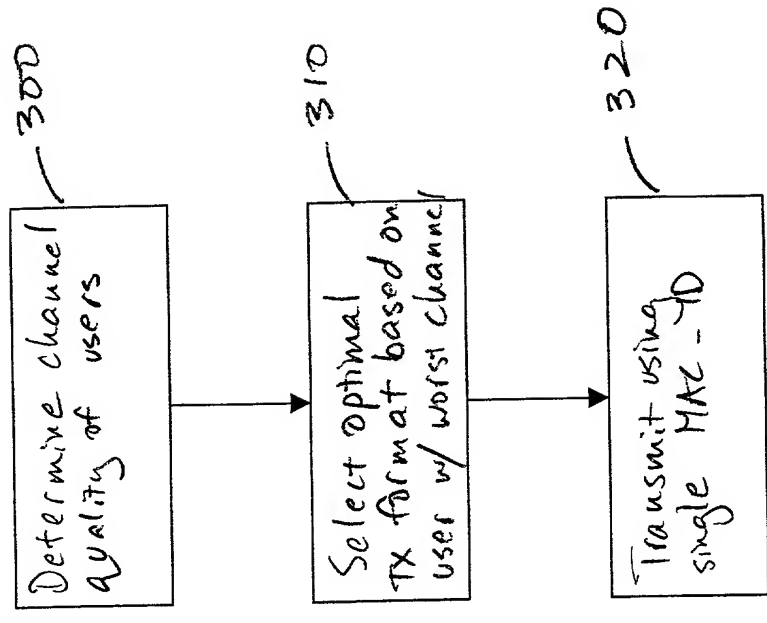 Determine channel
quality of users
300
Select optimal
TX format based on
user w/ worst channel
310
Transmit using
single MAC-ID
320